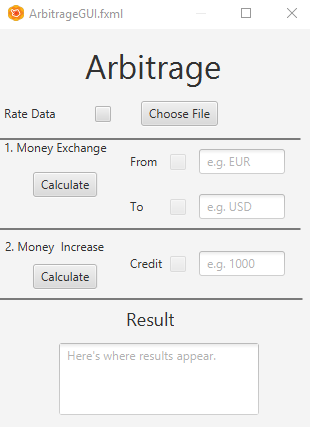 ArbitrageGUI.fxml
Arbitrage
Rate Data
Choose File
1. Money Exchange
From
e.g. EUR
Calculate
To
e.g. USD
2. Money  Increase
Credit
e.g. 1000
Calculate
Result
Here's where results appear.